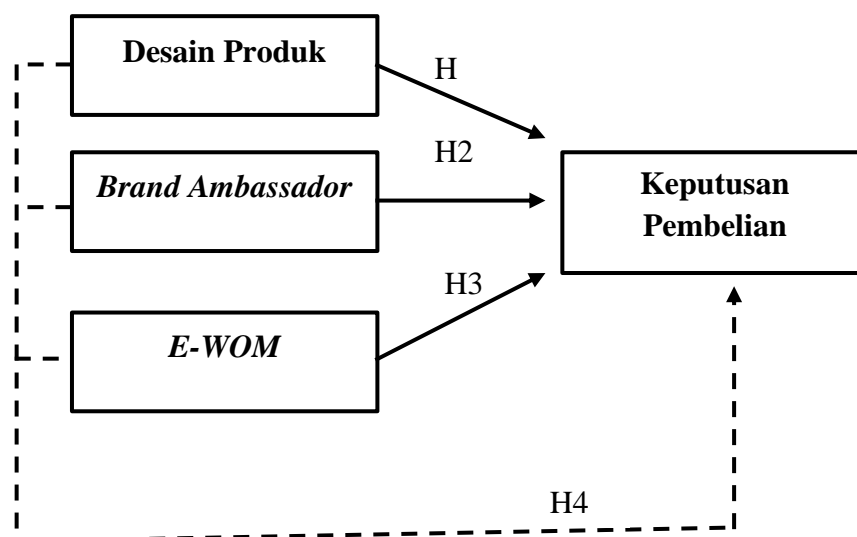 Desain Produk
H
H2
Brand Ambassador
Keputusan
Pembelian
H3
E-WOM
H4